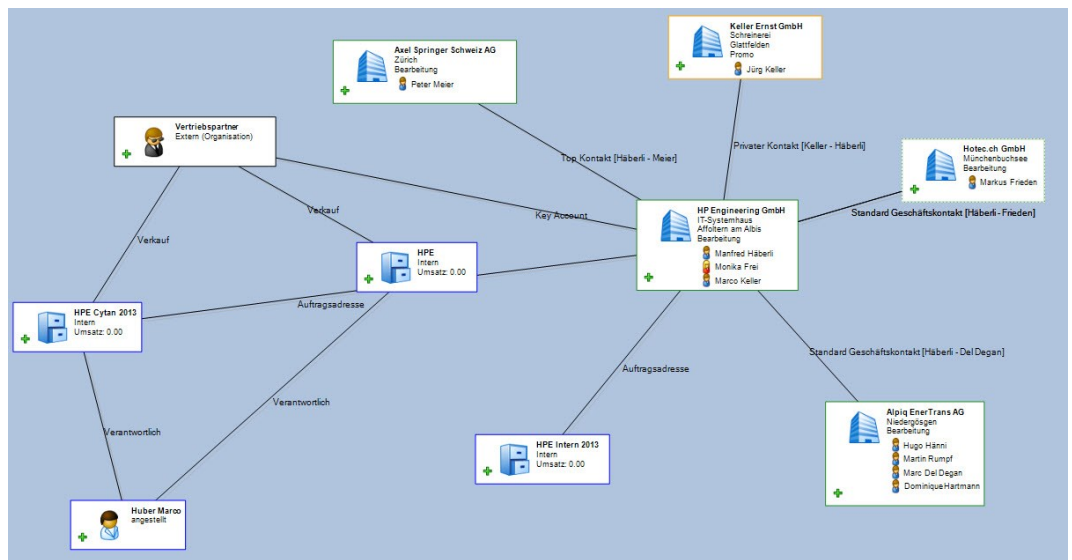 Keller Ernst GmbH
Schreinerei
Glattfelden
Promo
Jürg Keller
Axel Springer Schweiz AG
Zürich
Bearbeitung
Peter Meier
Vertriebspartner
Extern (Organisation)
Top Kontakt [Häberli - Meier]
Privater Kontakt [Keller - Häberli]
Hotec.ch GmbH
Münchenbuchsee
Bearbeitung
Markus Frieden
Verkauf
Key Account
Standard Geschäftskontakt [Häberli - Frieden]
HP Engineering GmbH
IT-Systemhaus
Affoltern am Albis
Bearbeitung
Manfred Häberli
Monika Frei
Marco Keller
Verkauf
HPE
Intern
Umsatz: 0.00
Auftragsadresse
HPE Cytan 2013
Intern
Umsatz: 0.00
Standard Geschäftskontakt [Häberli - Del Degan]
Auftragsadresse
Verantwortlich
Verantwortlich
HPE Intern 2013
Intern
Umsatz: 0.00
Alpiq EnerTrans AG
Niedergösgen
Bearbeitung
Hugo Hänni
Martin Rumpf
Marc Del Degan
Dominique Hartmann
Huber Marco
angestellt